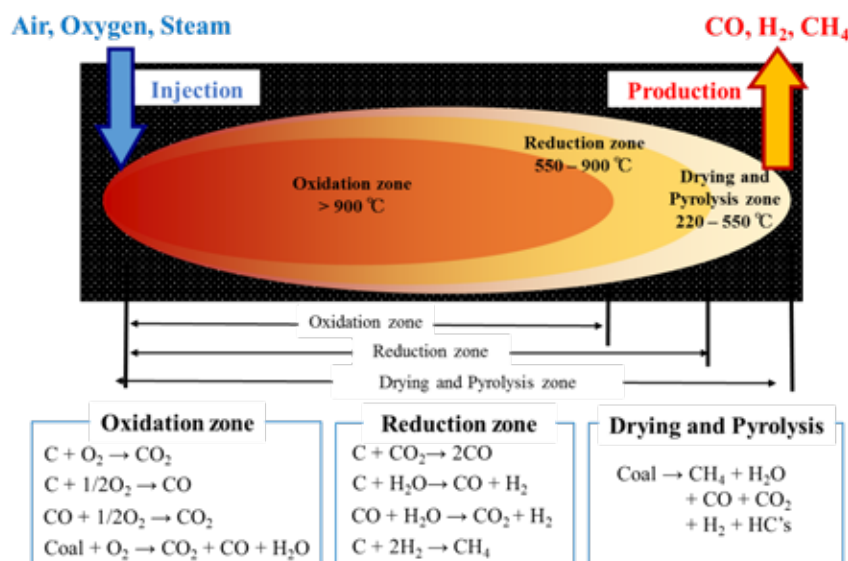 Air, Oxygen, Steam
CO, H₂, CH₄
Injection
Production
Reduction zone
550 – 900 ℃
Oxidation zone
> 900 ℃
Drying and
Pyrolysis zone
220 – 550 ℃
Oxidation zone
Reduction zone
Drying and Pyrolysis zone
Oxidation zone
C + O₂ → CO₂
C + 1/2O₂ → CO
CO + 1/2O₂ → CO₂
Coal + O₂ → CO₂ + CO + H₂O
Reduction zone
C + CO₂→ 2CO
C + H₂O→ CO + H₂
CO + H₂O → CO₂ + H₂
C + 2H₂ → CH₄
Drying and Pyrolysis
Coal → CH₄ + H₂O
+ CO + CO₂
+ H₂ + HC’s